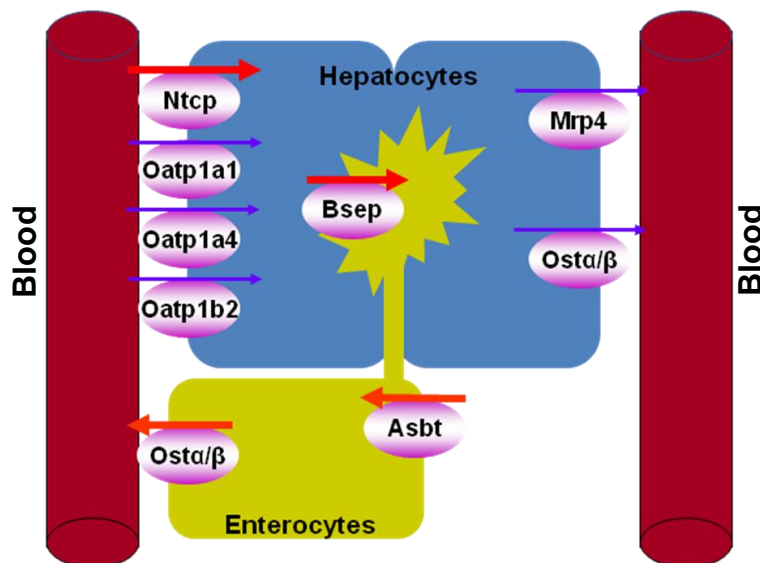 Hepatocytes
Ntcp
Mrp4
Oatp1a1
Bsep
Oatp1a4
Blood
Blood
Ostα/β
Oatp1b2
Asbt
Ostα/β
Enterocytes